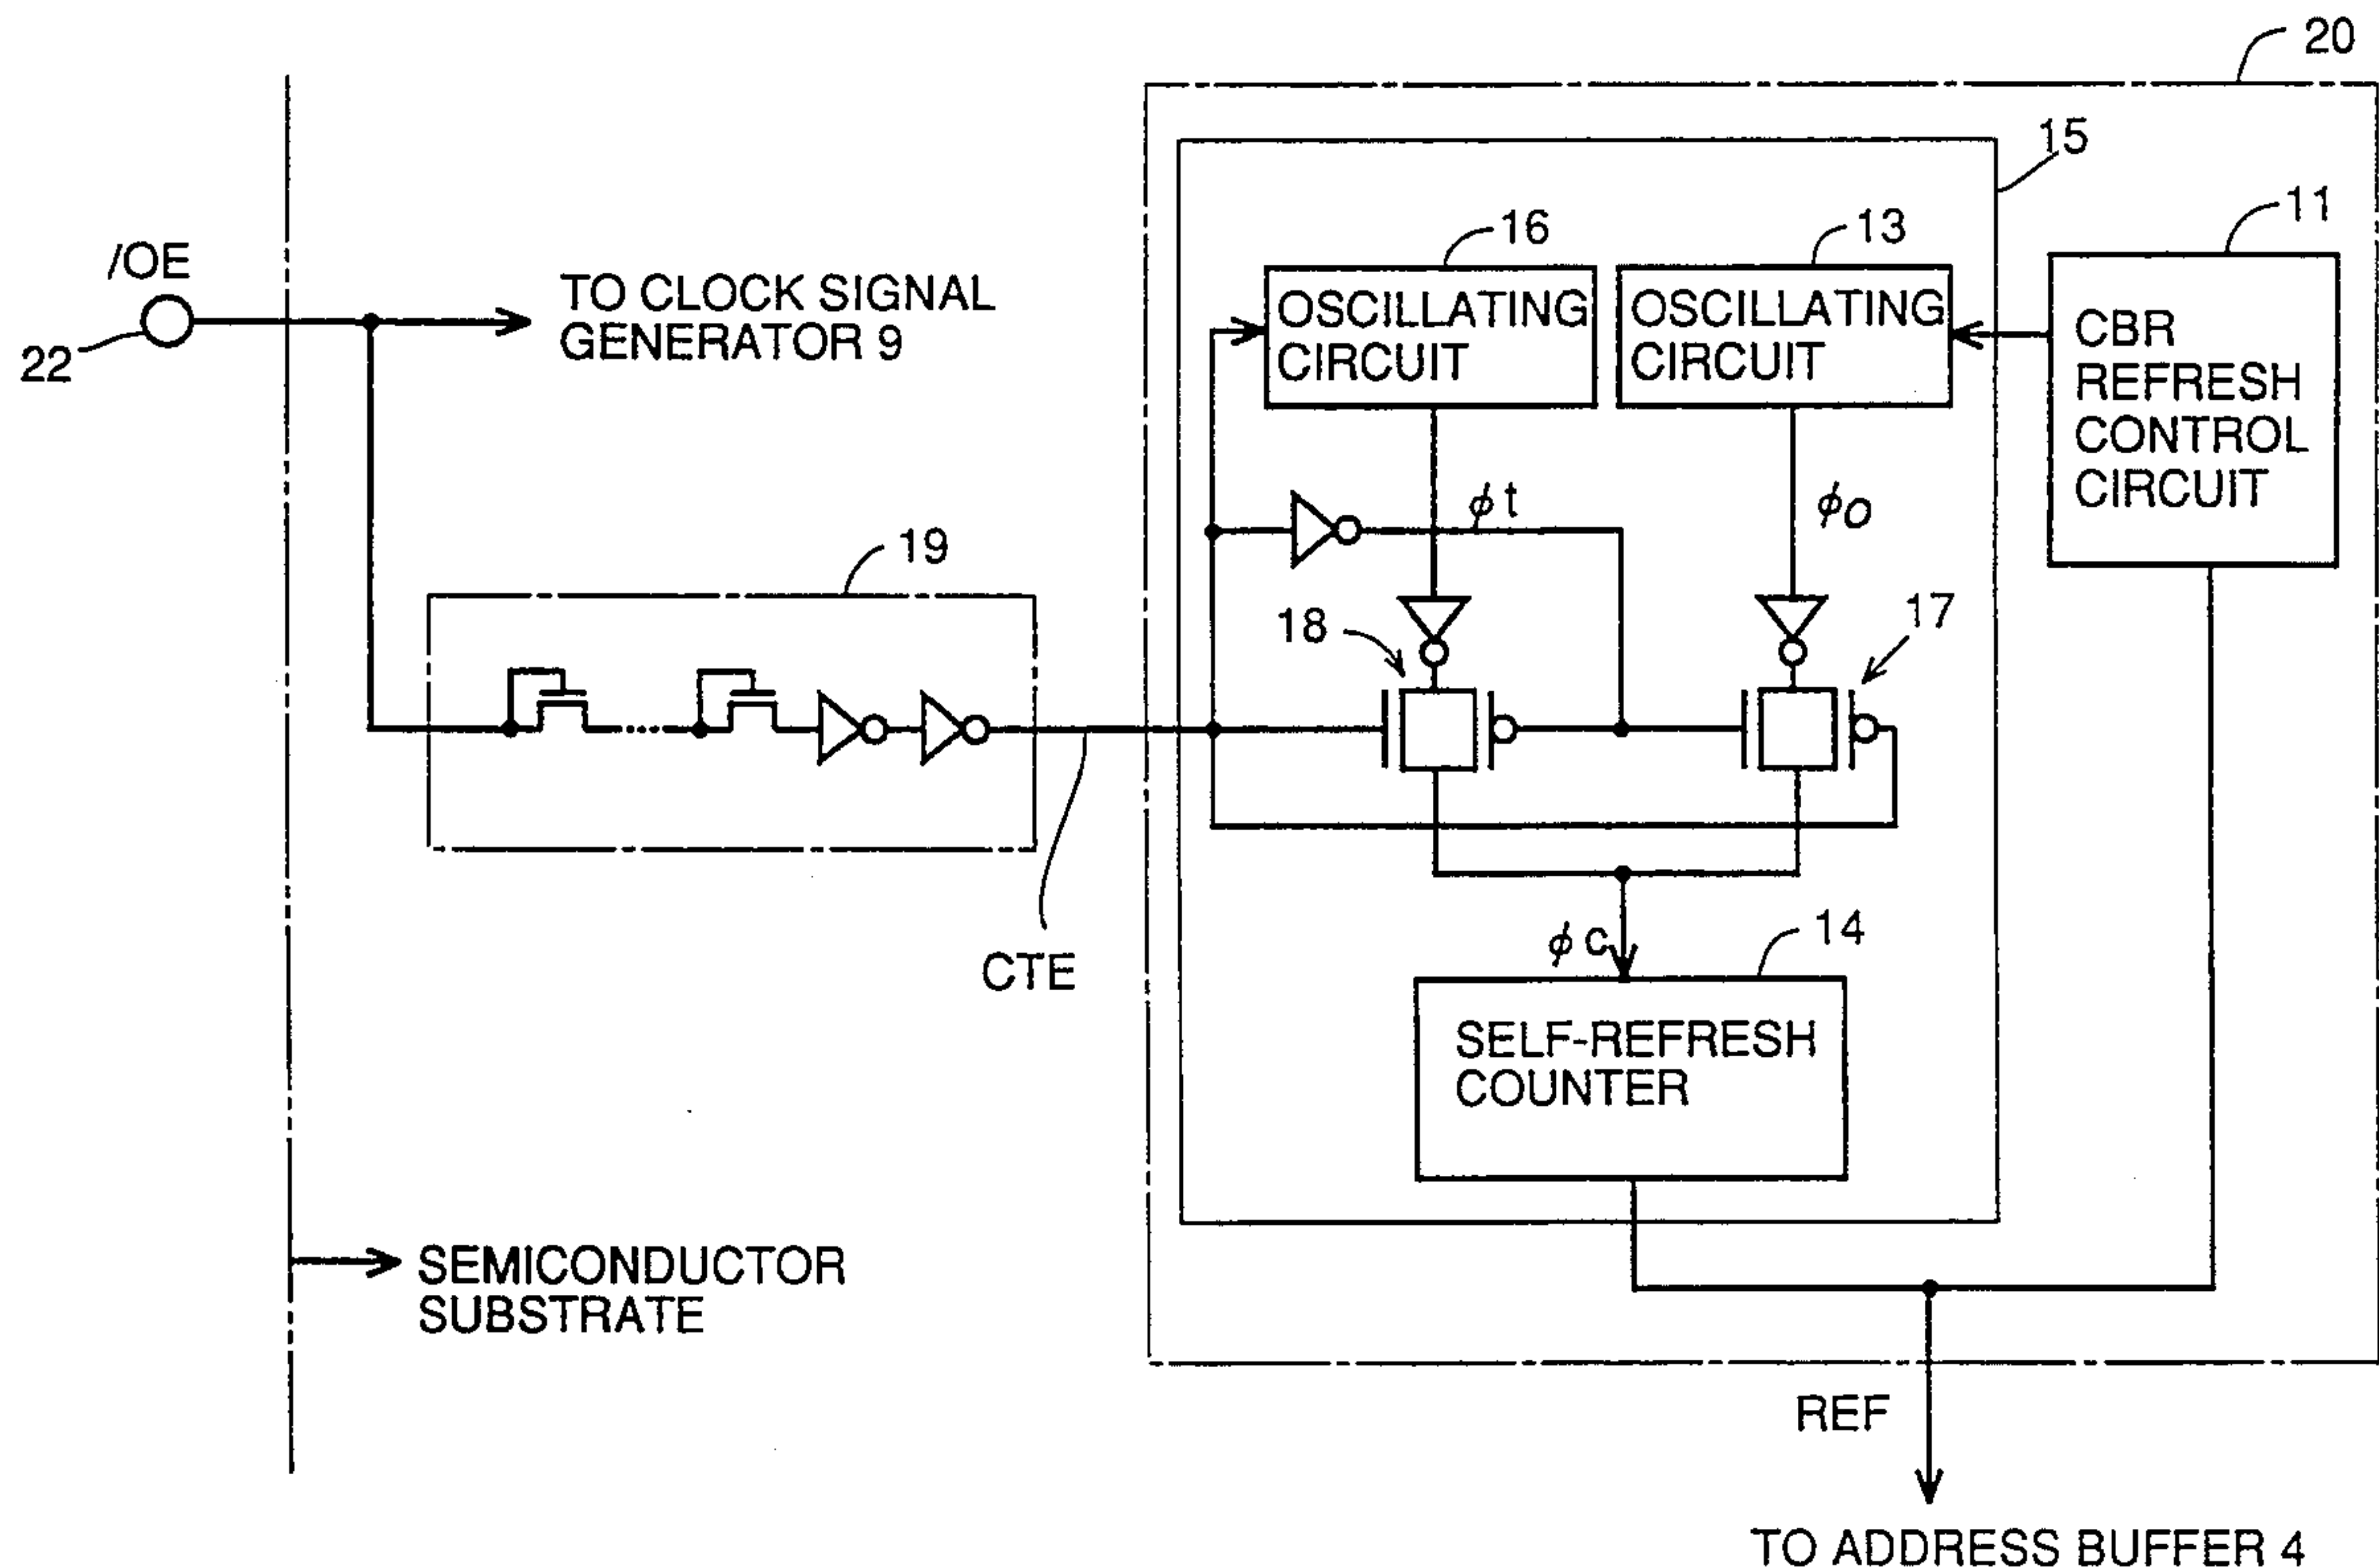 20
15
11
16
13
/OE
22
TO CLOCK SIGNAL
GENERATOR 9
OSCILLATING
CIRCUIT
OSCILLATING
CIRCUIT
CBR
REFRESH
CONTROL
CIRCUIT
ϕt
ϕo
19
18
17
CTE
ϕc
14
SELF-REFRESH
COUNTER
SEMICONDUCTOR
SUBSTRATE
REF
TO ADDRESS BUFFER 4